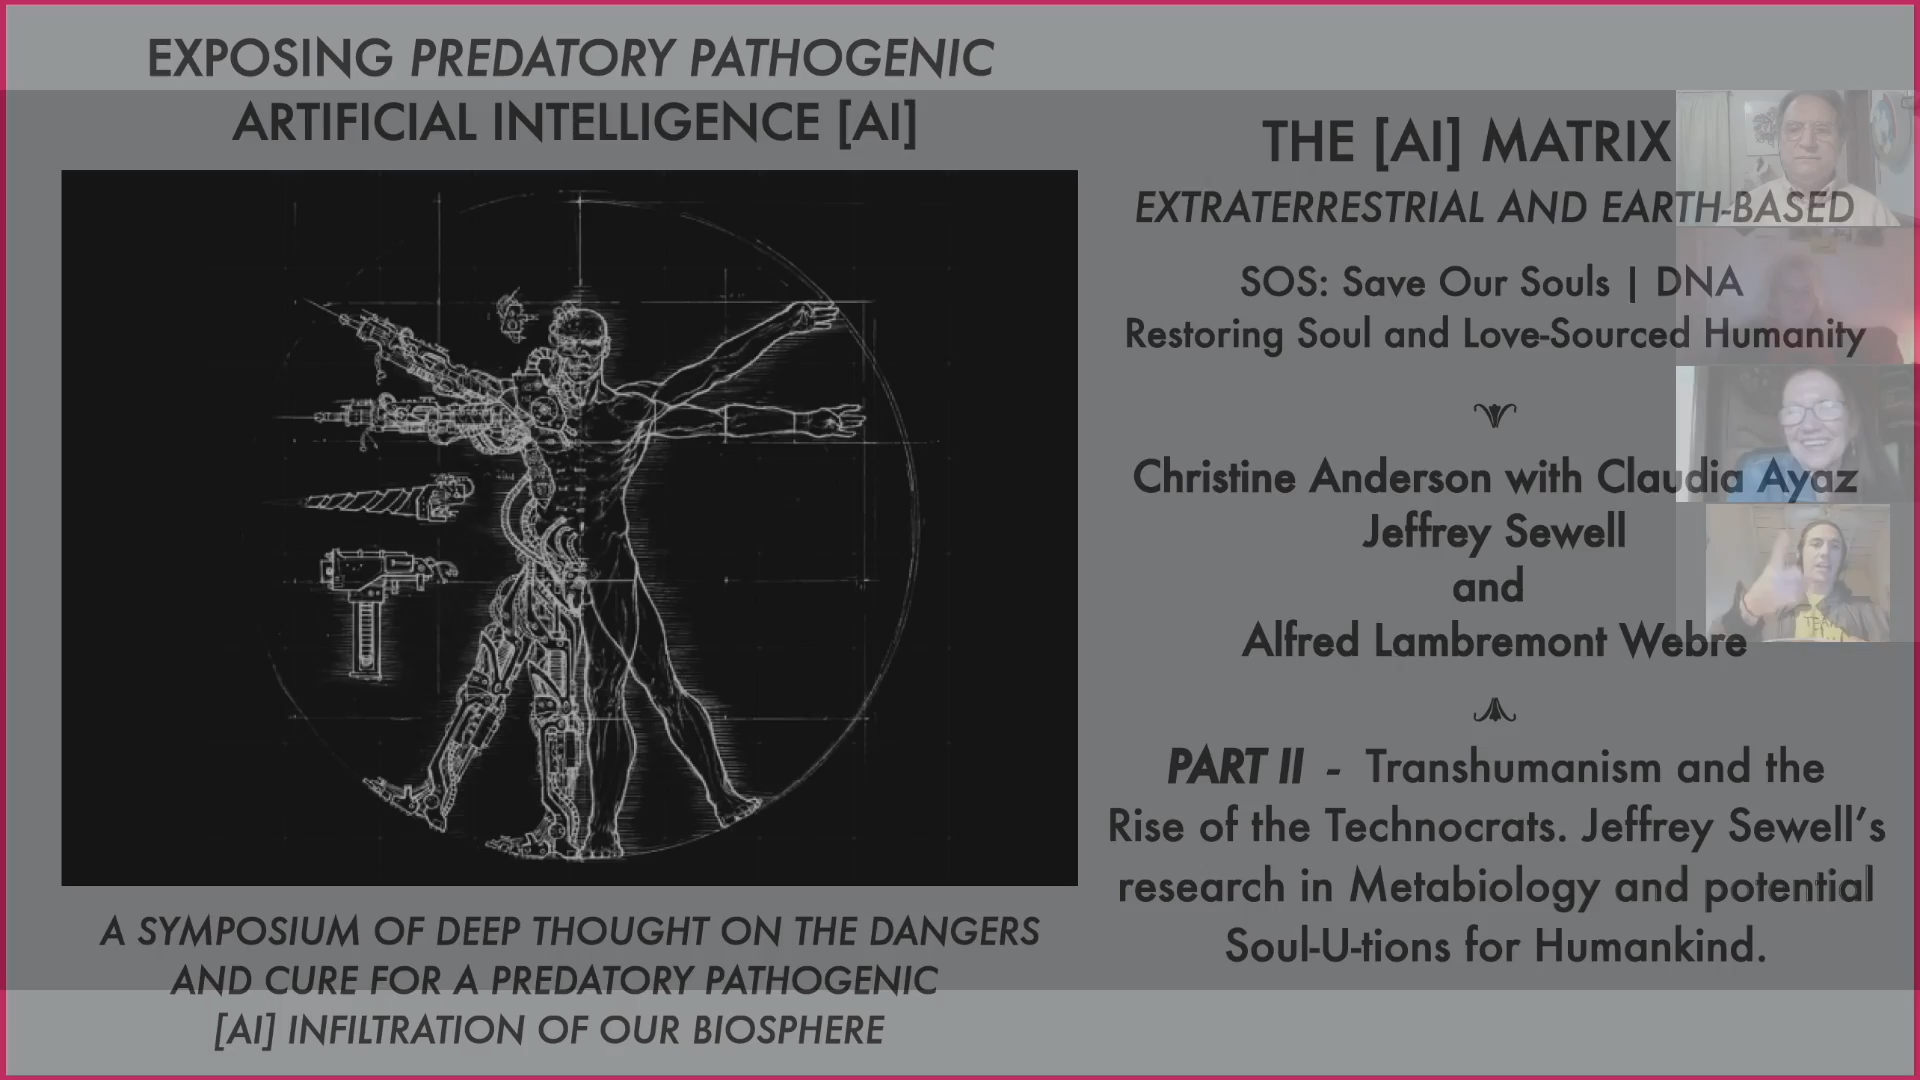 EXPOSING PREDATORY PATHOGENIC
ARTIFICIAL INTELLIGENCE [AI]
A SYMPOSIUM OF DEEP THOUGHT ON THE DANGERS
AND CURE FOR A PREDATORY PATHOGENIC
[AI] INFILTRATION OF OUR BIOSPHERE
THE [AI] MATRIX
EXTRATERRESTRIAL AND EARTH-BASED
SOS: Save Our Souls | DNA
Restoring Soul and Love-Sourced Humanity
Christine Anderson with Claudia Ayaz
Jeffrey Sewell
and
Alfred Lambremont Webre
PART II - Transhumanism and the
Rise of the Technocrats. Jeffrey Sewell’s
research in Metabiology and potential
Soul-U-tions for Humankind.